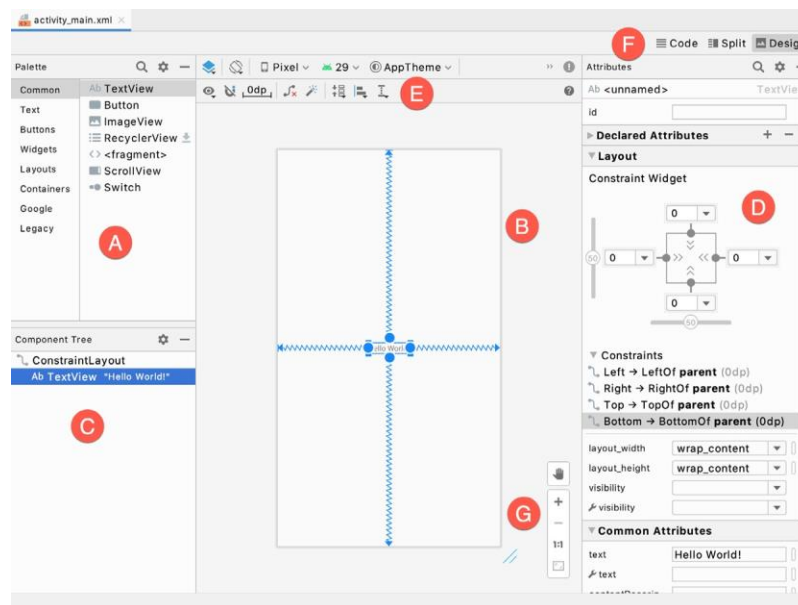 activity_main.xml
F
Code
Split
Palette
Pixel
29
AppTheme
Attributes
Common
Text
Buttons
Widgets
Layouts
Containers
Google
Legacy
A
Ab TextView
Button
ImageView
RecyclerView
<fragment>
ScrollView
Switch
0dp
E
B
Ab <unnamed>
TextVie
id
Declared Attributes
Layout
Constraint Widget
0
D
50
0
0
0
50
Component Tree
ConstraintLayout
Ab TextView "Hello World!"
C
G
1:1
Constraints
Left → LeftOf parent (0dp)
Right → RightOf parent (0dp)
Top → TopOf parent (0dp)
Bottom → BottomOf parent (0dp)
layout_width wrap_content
layout_height wrap_content
visibility
visibility
Common Attributes
text Hello World!
text